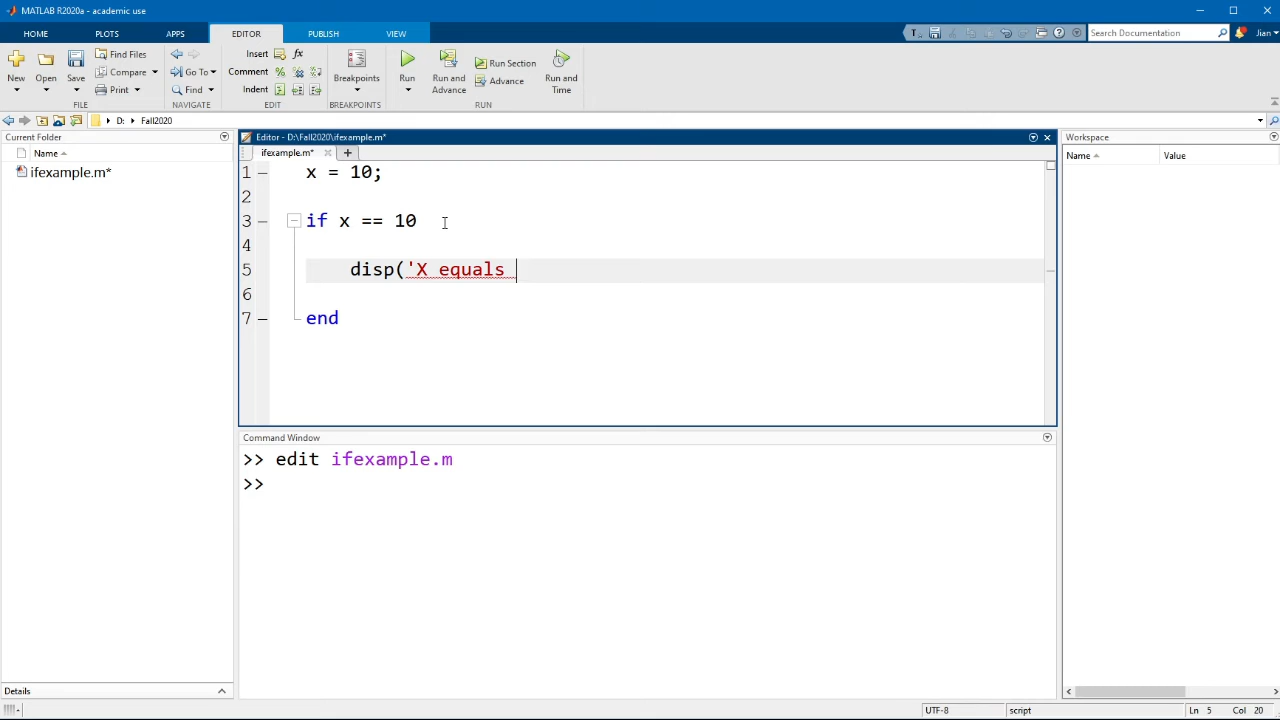 MATLAB R2020a - academic use
HOME PLOTS APPS EDITOR PUBLISH VIEW
Search Documentation
Jian
New Open Save Find Files Compare Print
Go To Find
Insert fx
Comment
Indent
Breakpoints Run Run and Advance Run Section Advance Run and Time
FILE NAVIGATE EDIT BREAKPOINTS RUN
D: Fall2020
Current Folder
Name
ifexample.m*
Editor - D:\Fall2020\ifexample.m*
ifexample.m*
1 x = 10;
2
3 if x == 10
4
5 disp('X equals
6
7 end
Command Window
>> edit ifexample.m
>>
Workspace
Name Value
Details
UTF-8 script Ln 5 Col 20